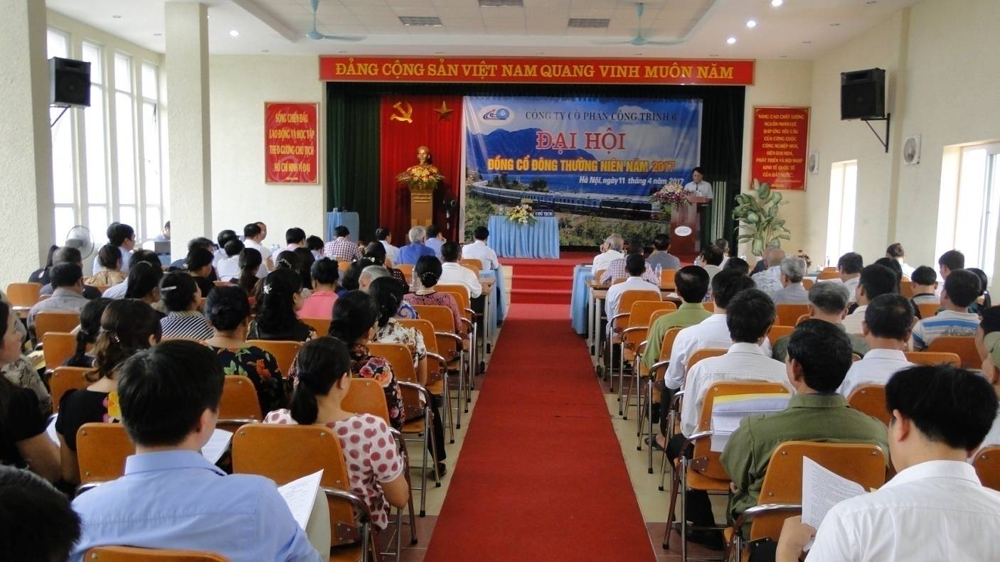 ĐẢNG CỘNG SẢN VIỆT NAM QUANG VINH MUÔN NĂM
SỐNG CHIẾN ĐẤU
LAO ĐỘNG VÀ HỌC TẬP
THEO GƯƠNG CHỦ TỊCH
HỒ CHÍ MINH VĨ ĐẠI
CÔNG TY CỔ PHẦN CÔNG TRÌNH 6
ĐẠI HỘI
ĐỒNG CỔ ĐÔNG THƯỜNG NIÊN NĂM 2017
Hà Nội, ngày 11 tháng 4 năm 2017
CHỦ TỊCH
"NÂNG CAO CHẤT LƯỢNG
NGUỒN NHÂN LỰC
ĐÁP ỨNG YÊU CẦU
CỦA CÔNG CUỘC
CÔNG NGHIỆP HOÁ,
HIỆN ĐẠI HOÁ,
PHÁT TRIỂN VÀ HỘI NHẬP
KINH TẾ QUỐC TẾ
CỦA ĐẤT NƯỚC".